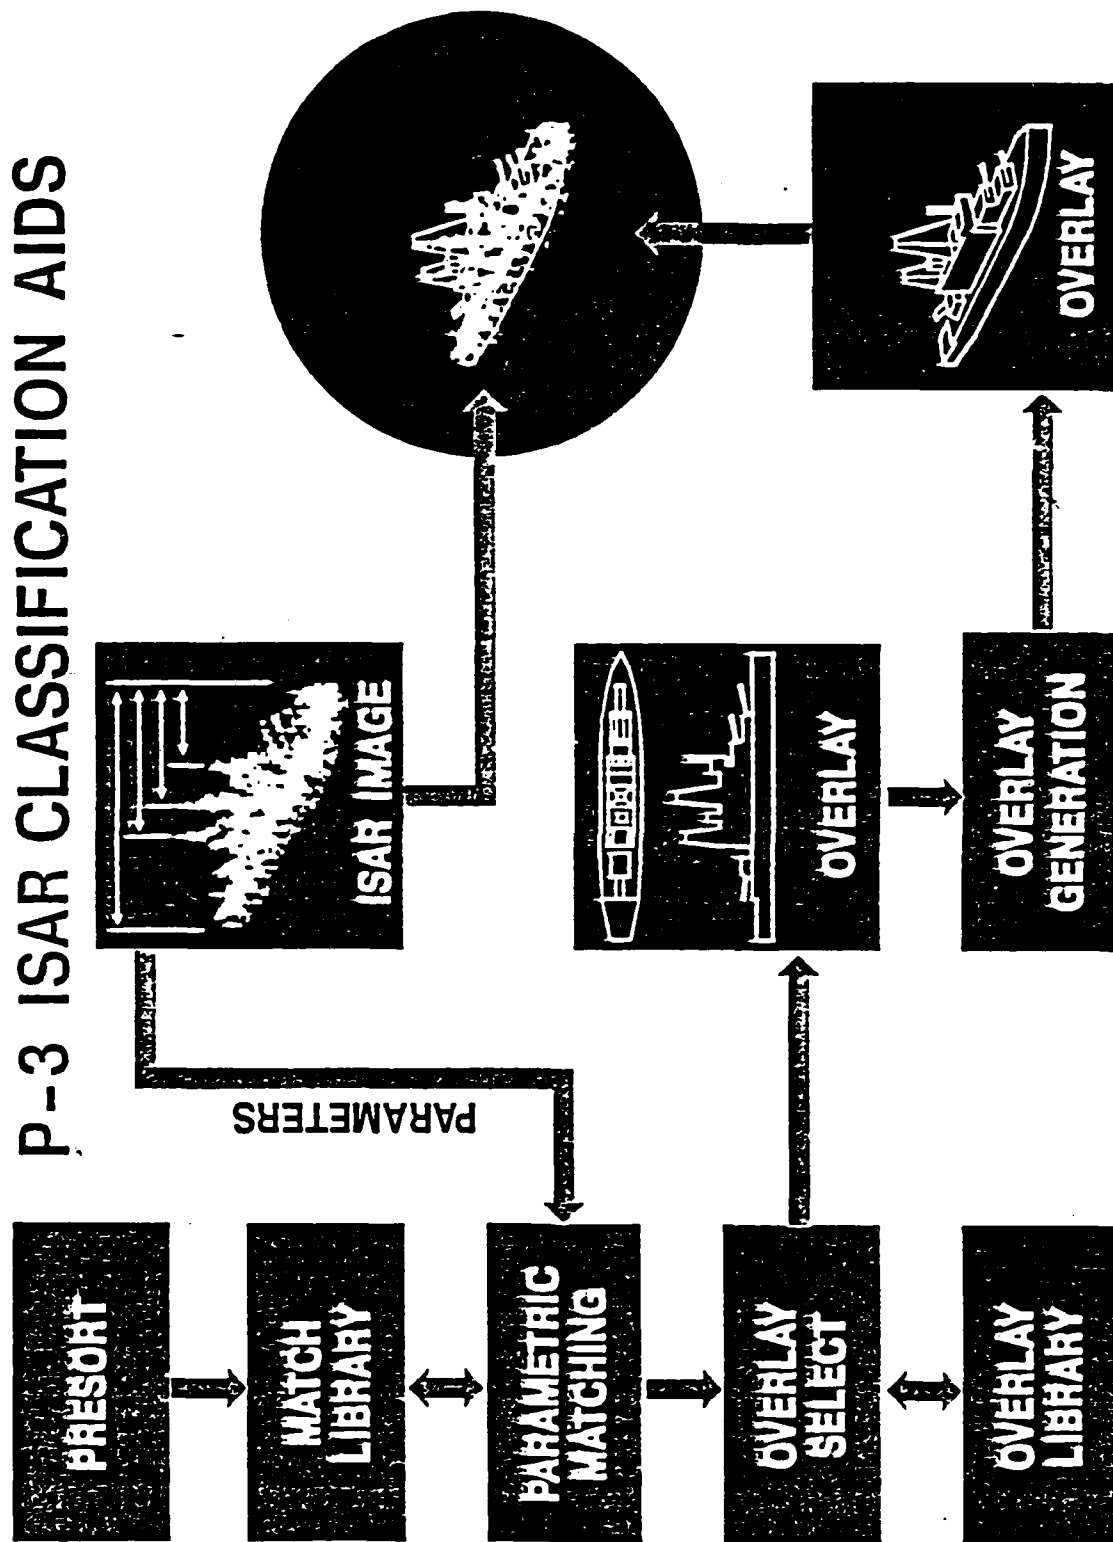 P-3 ISAR CLASSIFICATION AIDS
PRESORT
MATCH
LIBRARY
PARAMETRIC
MATCHING
OVERLAY
SELECT
OVERLAY
LIBRARY
PARAMETERS
ISAR IMAGE
OVERLAY
OVERLAY
GENERATION
OVERLAY